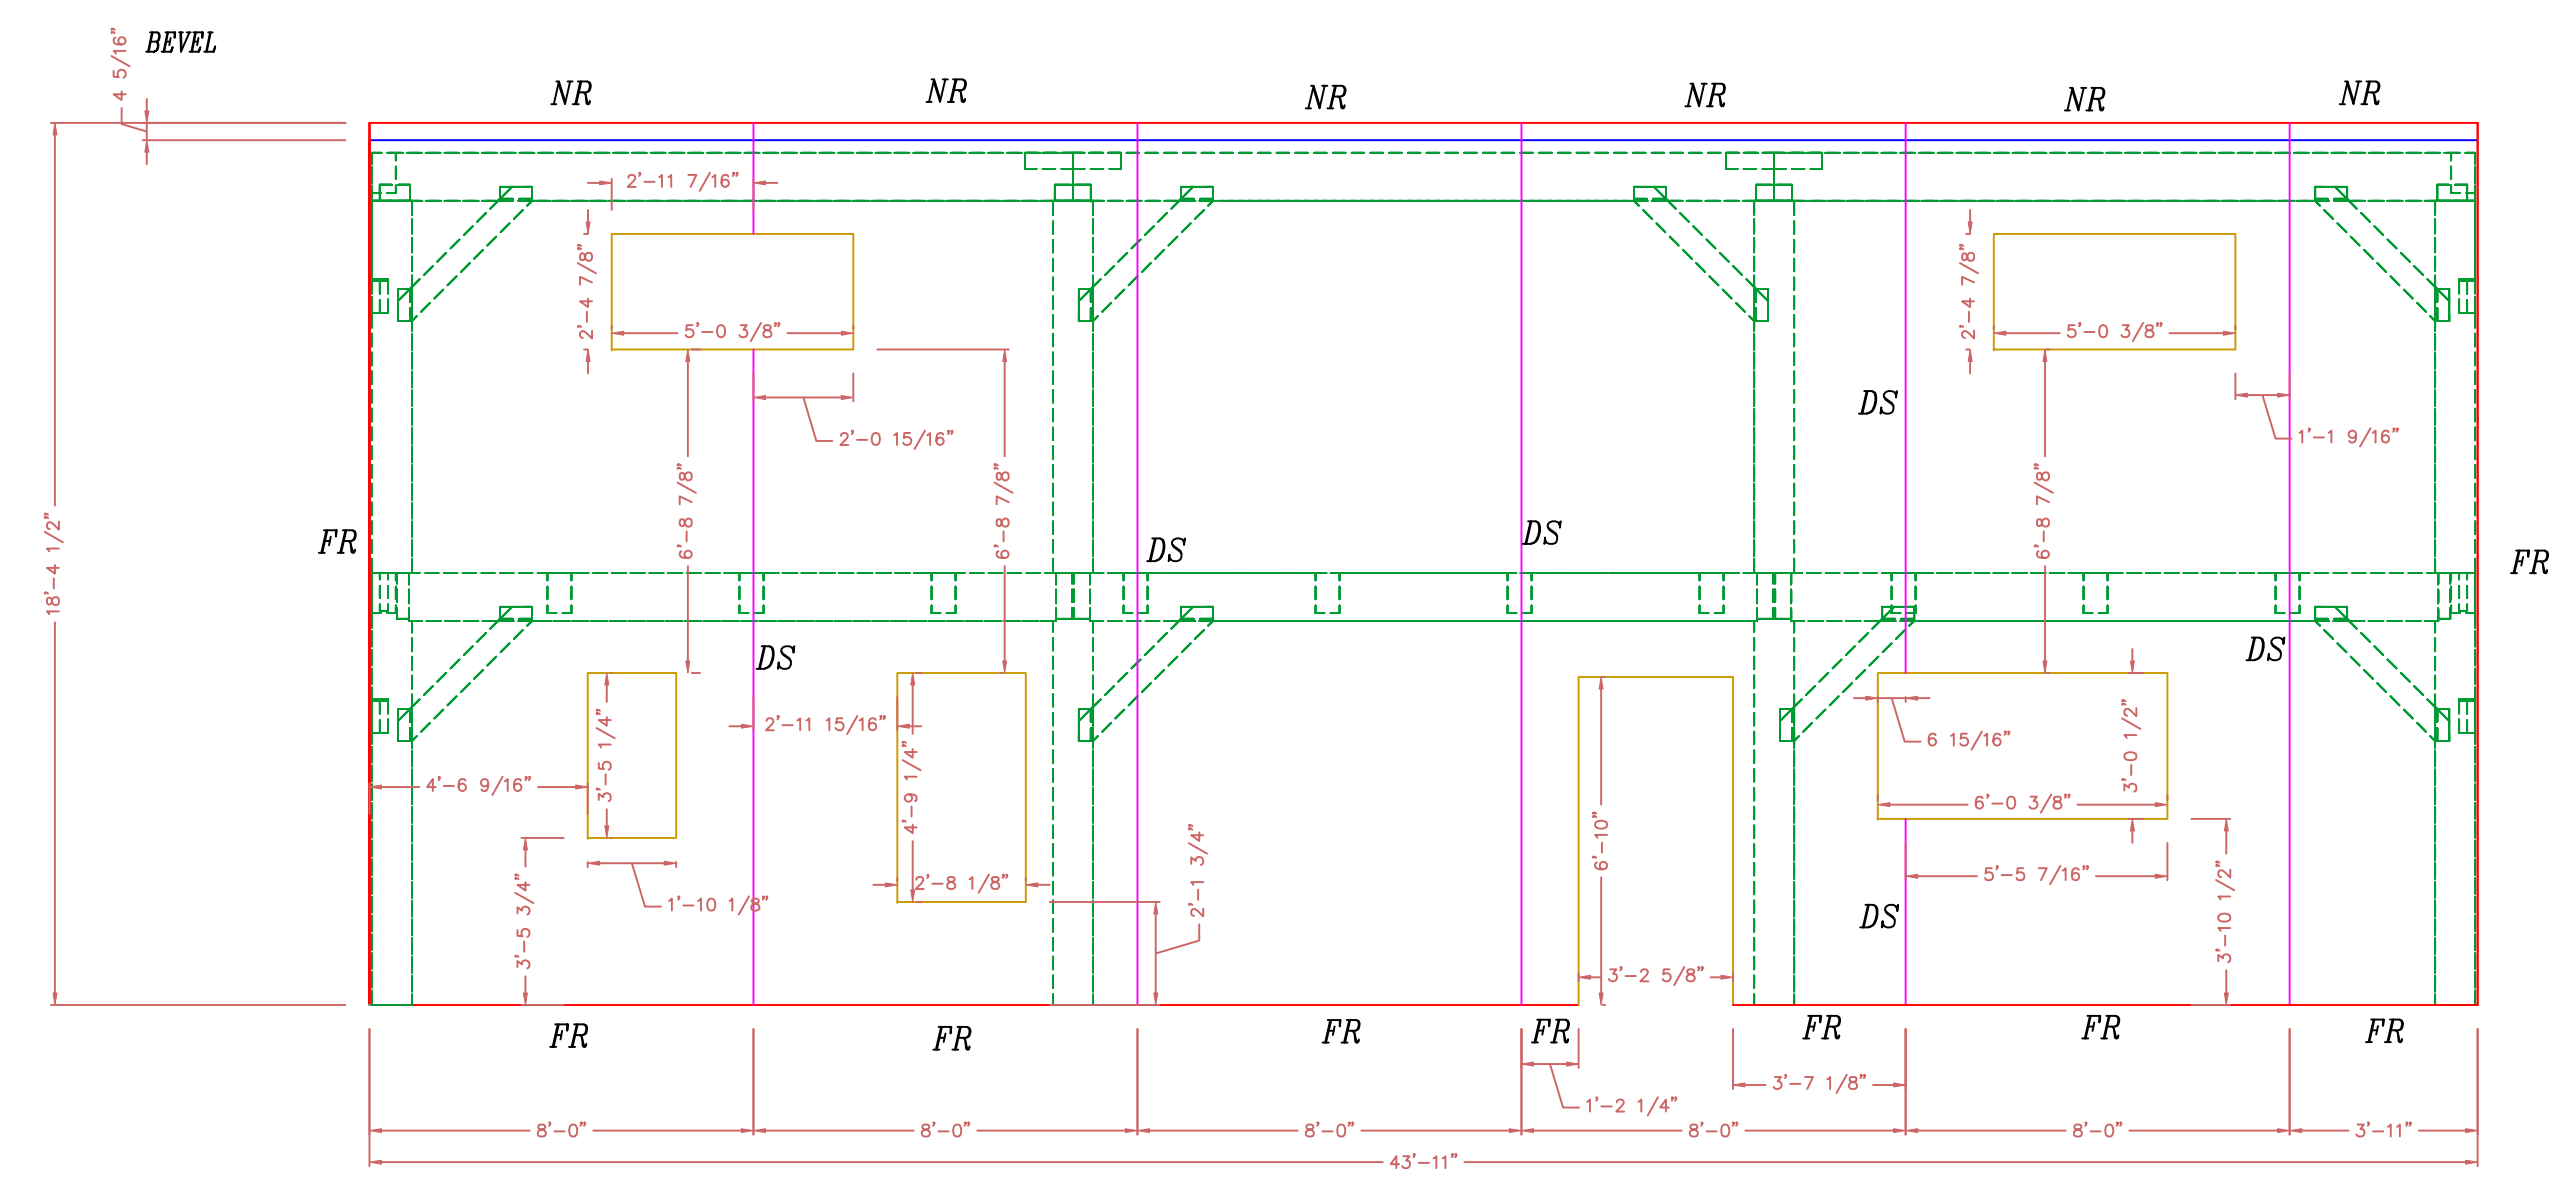 4 5/16"
BEVEL
NR
NR
NR
NR
NR
NR
2'-11 7/16"
2'-4 7/8"
5'-0 3/8"
2'-4 7/8"
5'-0 3/8"
DS
2'-0 15/16"
1'-1 9/16"
6'-8 7/8"
6'-8 7/8"
6'-8 7/8"
18'-4 1/2"
FR
DS
DS
FR
DS
DS
2'-11 15/16"
6 15/16"
3'-5 1/4"
4'-9 1/4"
3'-0 1/2"
4'-6 9/16"
6'-0 3/8"
6'-10"
2'-1 3/4"
5'-5 7/16"
2'-8 1/8"
1'-10 1/8"
3'-5 3/4"
DS
3'-10 1/2"
3'-2 5/8"
FR
FR
FR
FR
FR
FR
FR
3'-7 1/8"
1'-2 1/4"
8'-0"
8'-0"
8'-0"
8'-0"
8'-0"
3'-11"
43'-11"